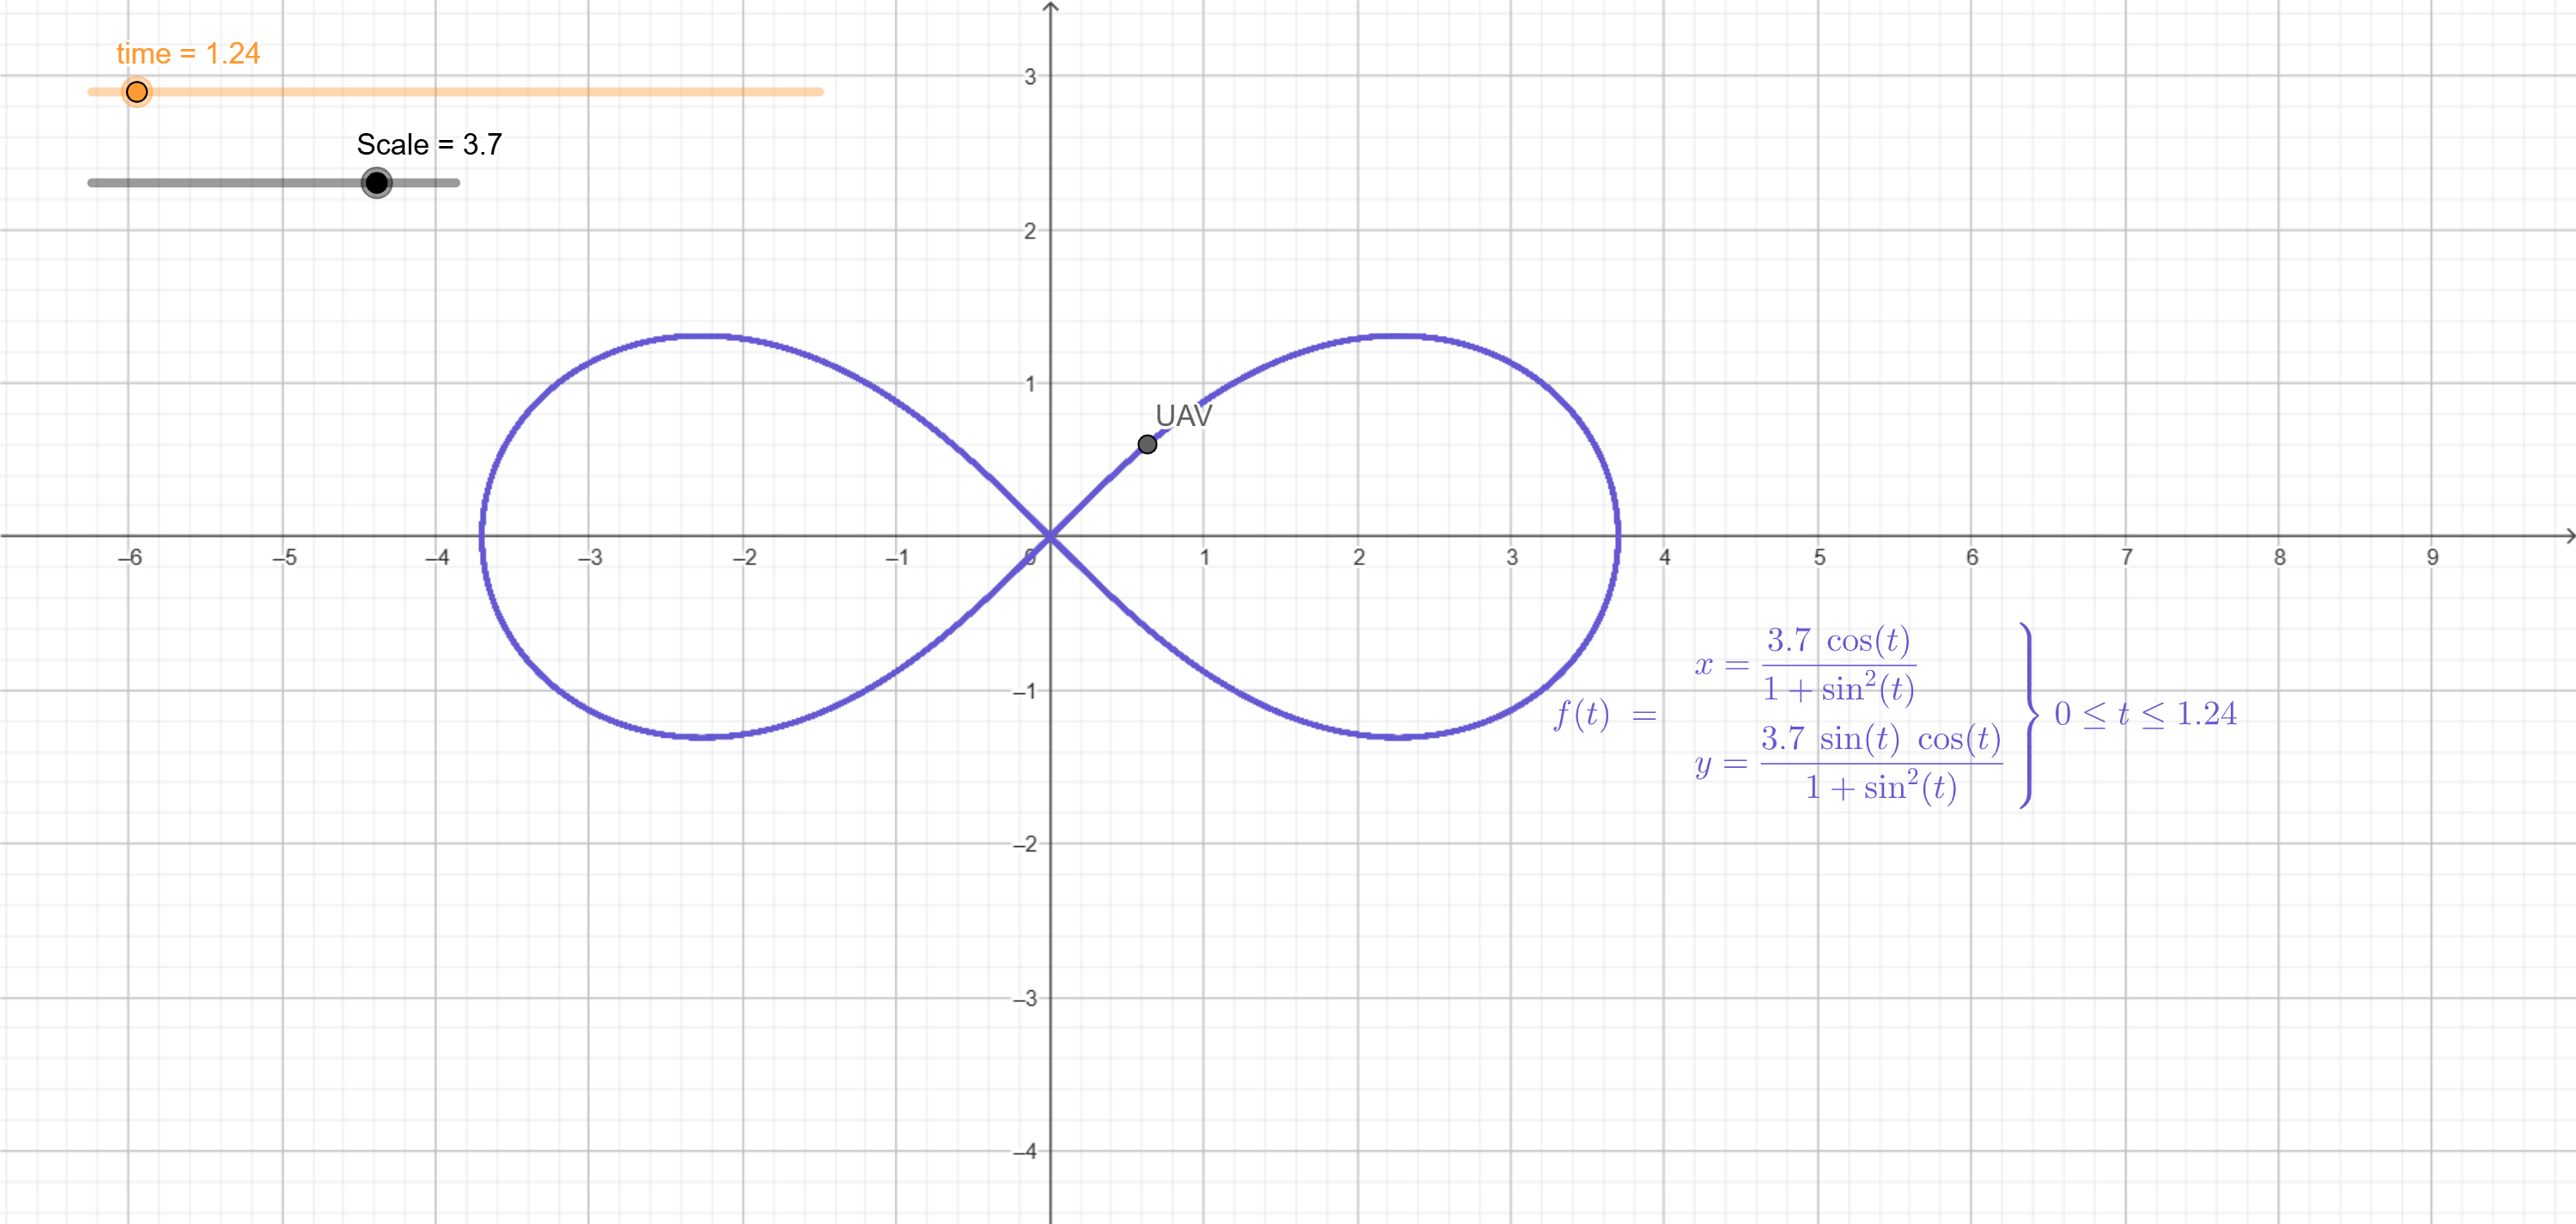 time = 1.24
Scale = 3.7
3
2
1
UAV
–6 –5 –4 –3 –2 –1 0 1 2 3 4 5 6 7 8 9
x = 3.7 cos(t) / 1 + sin²(t)
f(t) = } 0 ≤ t ≤ 1.24
–1
y = 3.7 sin(t) cos(t) / 1 + sin²(t)
–2
–3
–4